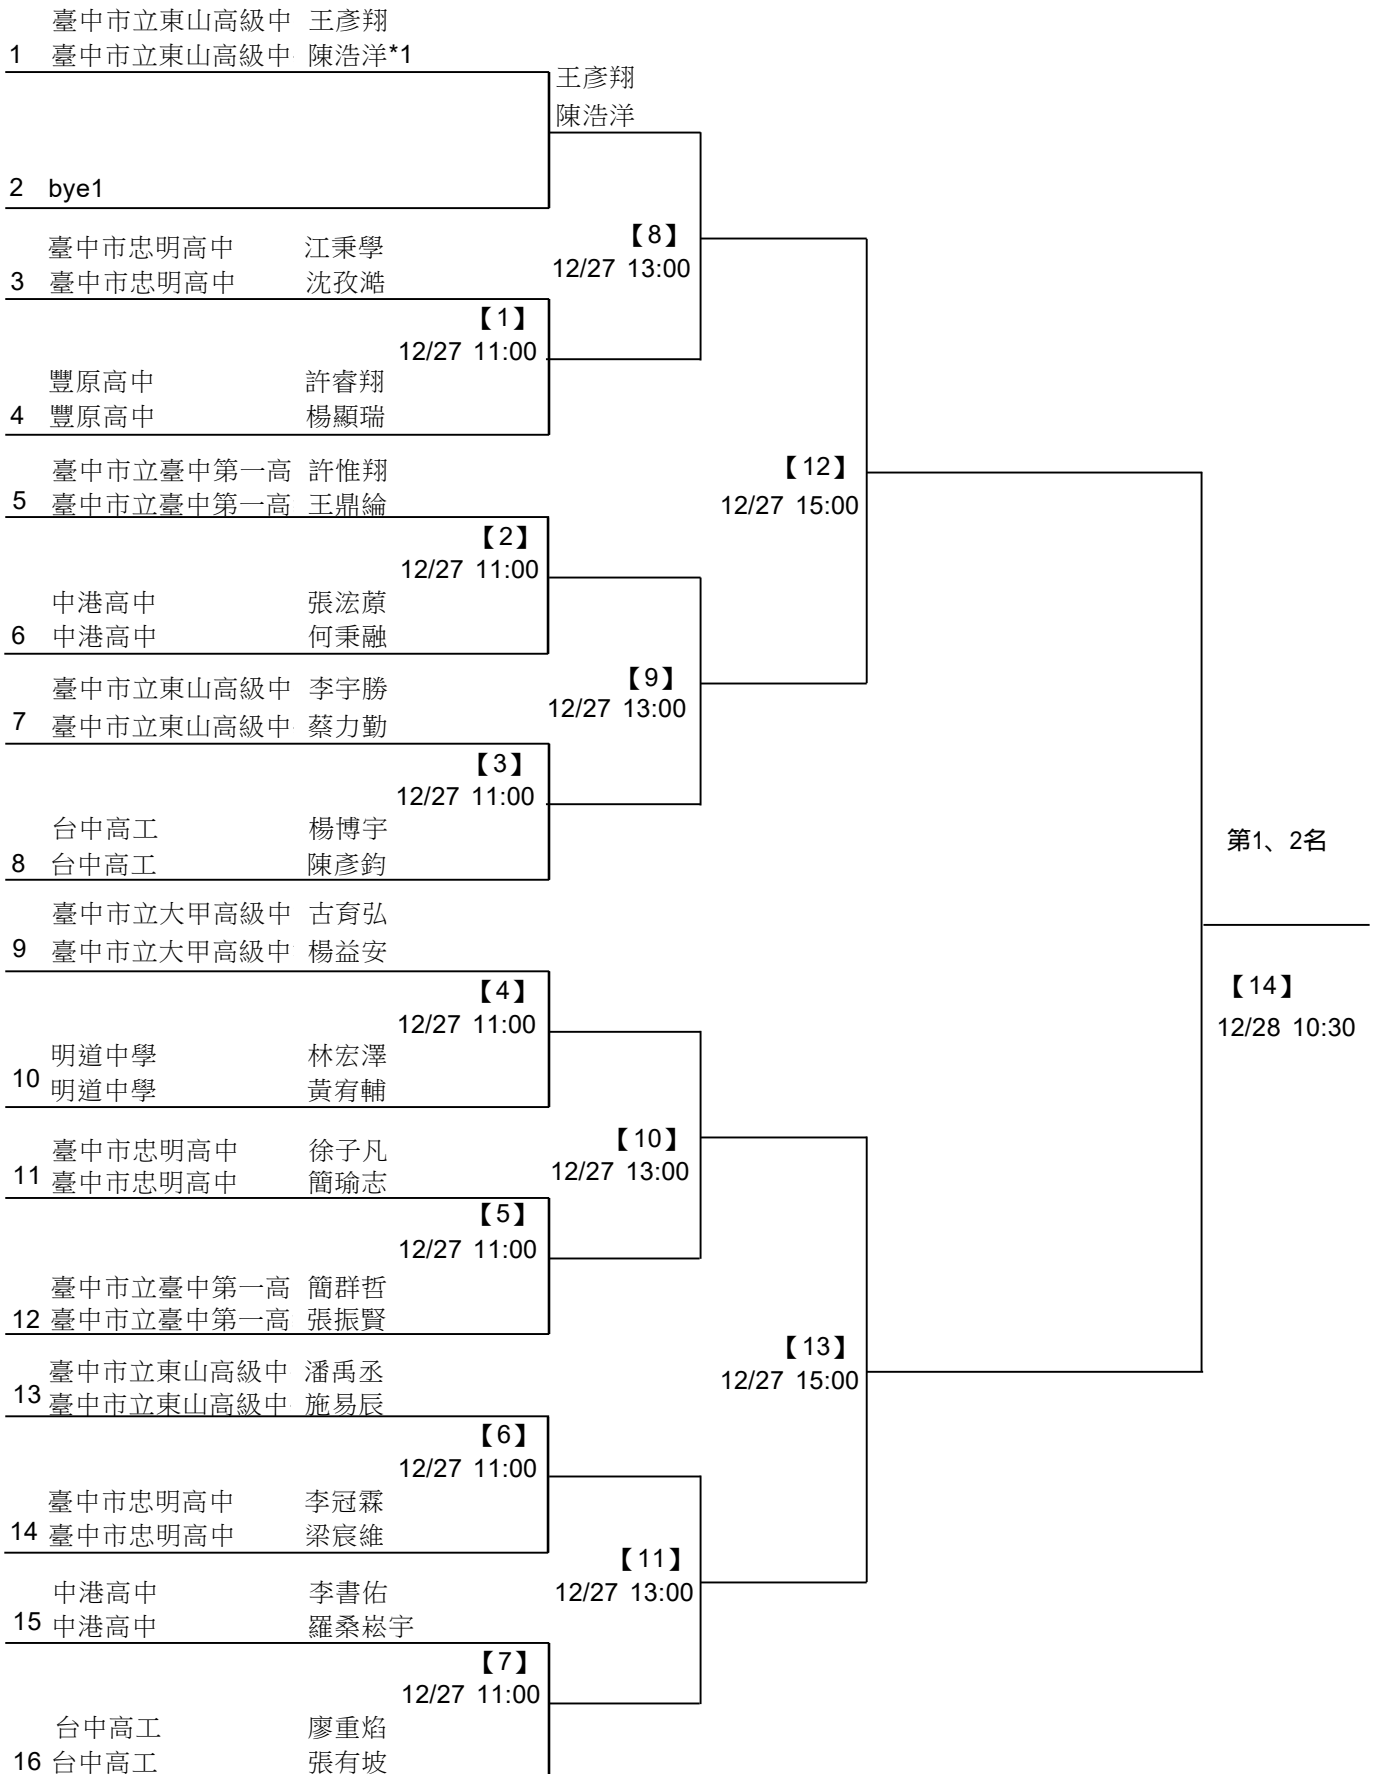 臺中市立東山高級中 王彥翔
1 臺中市立東山高級中 陳浩洋*1
王彥翔
陳浩洋
2 bye1
【8】
12/27 13:00
臺中市忠明高中 江秉學
3 臺中市忠明高中 沈孜澔
【1】
12/27 11:00
豐原高中 許睿翔
4 豐原高中 楊顯瑞
臺中市立臺中第一高 許惟翔
5 臺中市立臺中第一高 王鼎綸
【12】
12/27 15:00
【2】
12/27 11:00
中港高中 張浤蒝
6 中港高中 何秉融
臺中市立東山高級中 李宇勝
7 臺中市立東山高級中 蔡力勤
【9】
12/27 13:00
【3】
12/27 11:00
台中高工 楊博宇
8 台中高工 陳彥鈞
第1、2名
臺中市立大甲高級中 古育弘
9 臺中市立大甲高級中 楊益安
【4】
12/27 11:00
【14】
12/28 10:30
明道中學 林宏澤
10 明道中學 黃宥輔
臺中市忠明高中 徐子凡
11 臺中市忠明高中 簡瑜志
【10】
12/27 13:00
【5】
12/27 11:00
臺中市立臺中第一高 簡群哲
12 臺中市立臺中第一高 張振賢
臺中市立東山高級中 潘禹丞
13 臺中市立東山高級中 施易辰
【13】
12/27 15:00
【6】
12/27 11:00
臺中市忠明高中 李冠霖
14 臺中市忠明高中 梁宸維
【11】
12/27 13:00
中港高中 李書佑
15 中港高中 羅桑崧宇
【7】
12/27 11:00
台中高工 廖重焰
16 台中高工 張有坡